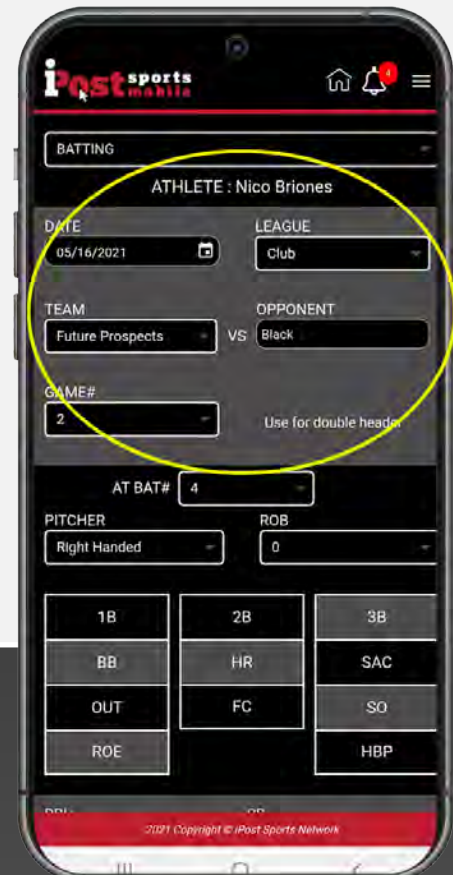 iPost sports
mobile
4
BATTING
ATHLETE : Nico Briones
DATE LEAGUE
05/16/2021 Club
TEAM OPPONENT
Future Prospects VS Black
GAME#
2 Use for double header
AT BAT# 4
PITCHER ROB
Right Handed 0
1B 2B 3B
BB HR SAC
OUT FC SO
ROE HBP
2021 Copyright © iPost Sports Network